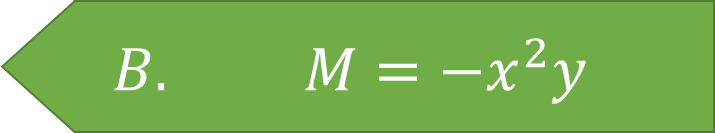 B. M = −x²y